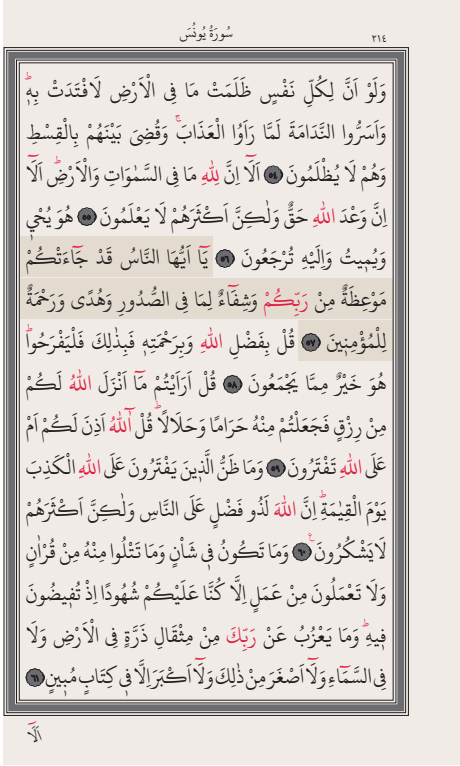 سُورَةُ يُونُسَ ٢١٤
وَلَوْ اَنَّ لِكُلِّ نَفْسٍ ظَلَمَتْ مَا فِي الْاَرْضِ لَافْتَدَتْ بِه۪ۜ
وَاَسَرُّوا النَّدَامَةَ لَمَّا رَاَوُا الْعَذَابَۚ وَقُضِيَ بَيْنَهُمْ بِالْقِسْطِ
وَهُمْ لَا يُظْلَمُونَ ﴿٥٤﴾ اَلَٓا اِنَّ لِلّٰهِ مَا فِي السَّمٰوَاتِ وَالْاَرْضِۜ اَلَٓا
اِنَّ وَعْدَ اللّٰهِ حَقٌّ وَلٰكِنَّ اَكْثَرَهُمْ لَا يَعْلَمُونَ ﴿٥٥﴾ هُوَ يُحْي۪
وَيُم۪يتُ وَاِلَيْهِ تُرْجَعُونَ ﴿٥٦﴾ يَٓا اَيُّهَا النَّاسُ قَدْ جَٓاءَتْكُمْ
مَوْعِظَةٌ مِنْ رَبِّكُمْ وَشِفَٓاءٌ لِمَا فِي الصُّدُورِ وَهُدًى وَرَحْمَةٌ
لِلْمُؤْمِن۪ينَ ﴿٥٧﴾ قُلْ بِفَضْلِ اللّٰهِ وَبِرَحْمَتِه۪ فَبِذٰلِكَ فَلْيَفْرَحُواۜ
هُوَ خَيْرٌ مِمَّا يَجْمَعُونَ ﴿٥٨﴾ قُلْ اَرَاَيْتُمْ مَٓا اَنْزَلَ اللّٰهُ لَكُمْ
مِنْ رِزْقٍ فَجَعَلْتُمْ مِنْهُ حَرَامًا وَحَلَالًاۜ قُلْ آٰللّٰهُ اَذِنَ لَكُمْ اَمْ
عَلَى اللّٰهِ تَفْتَرُونَ ﴿٥٩﴾ وَمَا ظَنُّ الَّذ۪ينَ يَفْتَرُونَ عَلَى اللّٰهِ الْكَذِبَ
يَوْمَ الْقِيٰمَةِۜ اِنَّ اللّٰهَ لَذُو فَضْلٍ عَلَى النَّاسِ وَلٰكِنَّ اَكْثَرَهُمْ
لَا يَشْكُرُونَ۟ ﴿٦٠﴾ وَمَا تَكُونُ ف۪ي شَاْنٍ وَمَا تَتْلُوا مِنْهُ مِنْ قُرْاٰنٍ
وَلَا تَعْمَلُونَ مِنْ عَمَلٍ اِلَّا كُنَّا عَلَيْكُمْ شُهُودًا اِذْ تُف۪يضُونَ
ف۪يهِۜ وَمَا يَعْزُبُ عَنْ رَبِّكَ مِنْ مِثْقَالِ ذَرَّةٍ فِي الْاَرْضِ وَلَا
فِي السَّمَٓاءِ وَلَٓا اَصْغَرَ مِنْ ذٰلِكَ وَلَٓا اَكْبَرَ اِلَّا ف۪ي كِتَابٍ مُب۪ينٍ ﴿٦١﴾
اَلَٓا